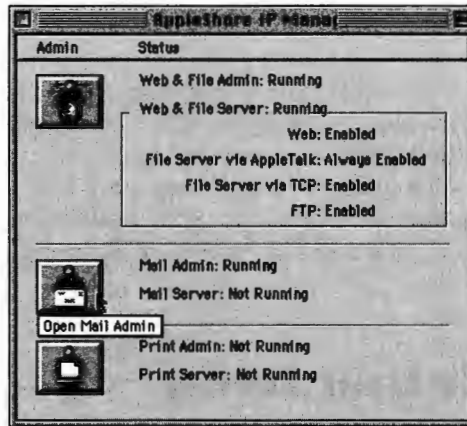 AppleShare IP Manag
Admin Status
Web & File Admin: Running
Web & File Server: Running
Web: Enabled
File Server via AppleTalk: Always Enabled
File Server via TCP: Enabled
FTP: Enabled
Mail Admin: Running
Mail Server: Not Running
Open Mail Admin
Print Admin: Not Running
Print Server: Not Running